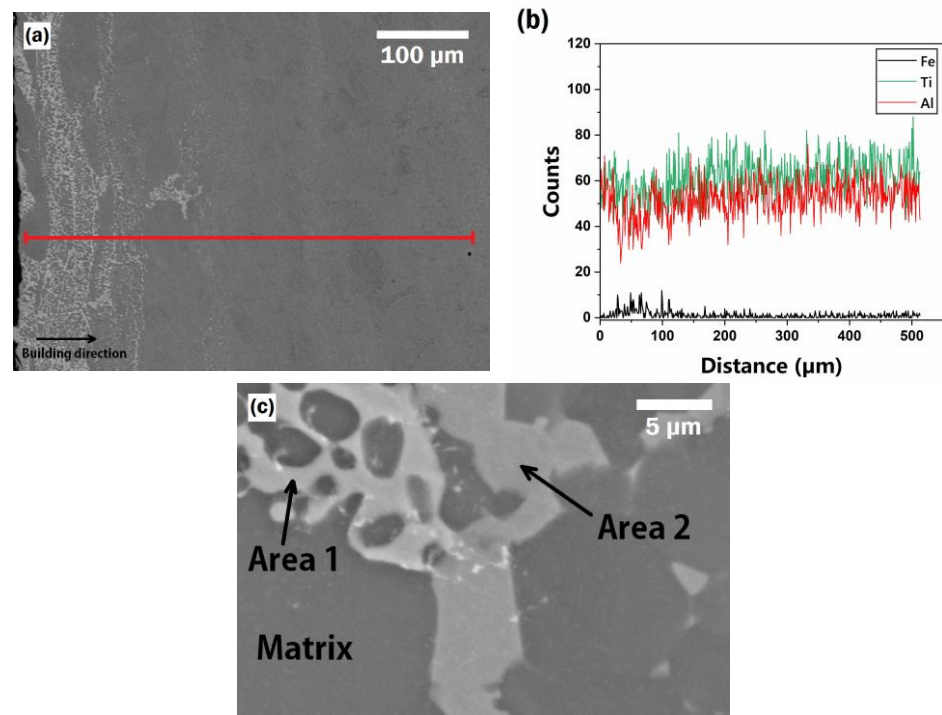 (a)
100 µm
Building direction
(b)
120
100
80
60
40
20
0
Counts
Fe
Ti
Al
0 100 200 300 400 500
Distance (µm)
(c)
5 µm
Area 1
Area 2
Matrix